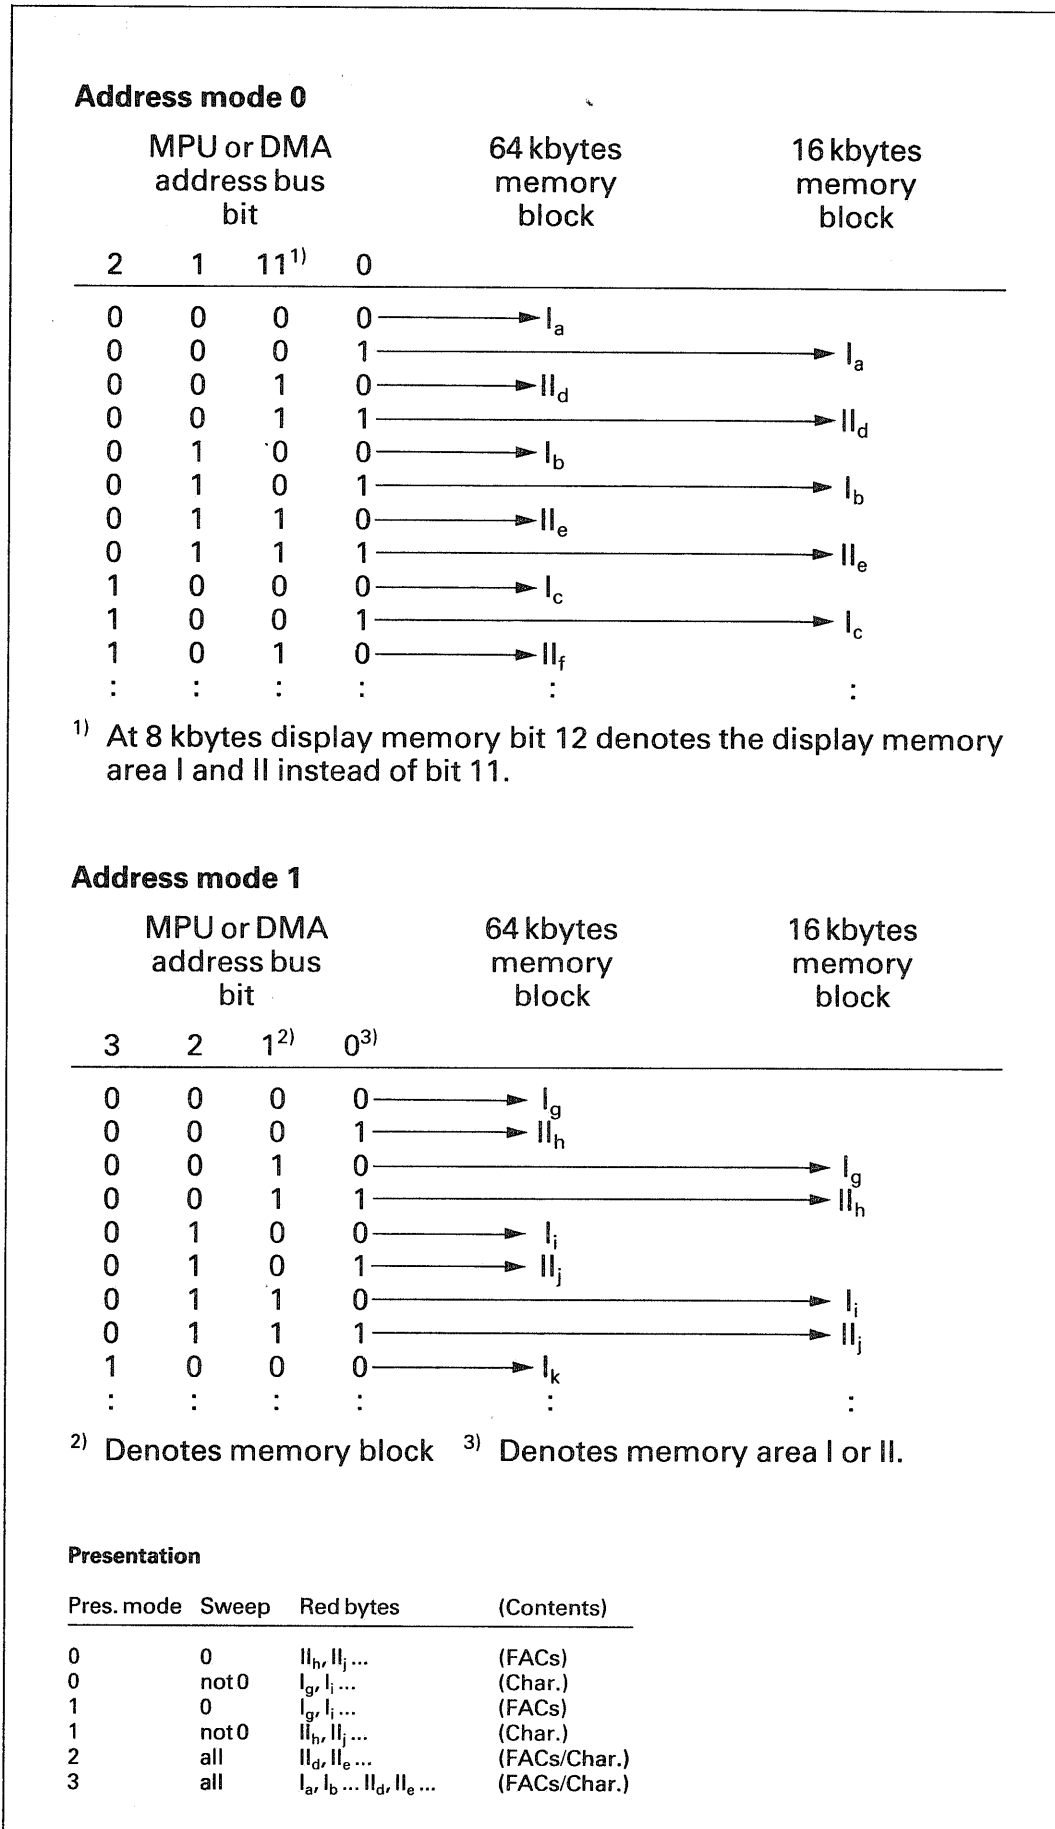 Address mode 0
MPU or DMA address bus bit 64 kbytes memory block 16 kbytes memory block
2 1 11¹⁾ 0
0 0 0 0 → Iₐ
0 0 0 1 → Iₐ
0 0 1 0 → II_d
0 0 1 1 → II_d
0 1 0 0 → I_b
0 1 0 1 → I_b
0 1 1 0 → II_e
0 1 1 1 → II_e
1 0 0 0 → I_c
1 0 0 1 → I_c
1 0 1 0 → II_f
: : : : : :
¹⁾ At 8 kbytes display memory bit 12 denotes the display memory
area I and II instead of bit 11.
Address mode 1
MPU or DMA address bus bit 64 kbytes memory block 16 kbytes memory block
3 2 1²⁾ 0³⁾
0 0 0 0 → I_g
0 0 0 1 → II_h
0 0 1 0 → I_g
0 0 1 1 → II_h
0 1 0 0 → I_i
0 1 0 1 → II_j
0 1 1 0 → I_i
0 1 1 1 → II_j
1 0 0 0 → I_k
: : : : : :
²⁾ Denotes memory block ³⁾ Denotes memory area I or II.
Presentation
Pres. mode Sweep Red bytes (Contents)
0 0 II_h, II_j ... (FACs)
0 not 0 I_g, I_i ... (Char.)
1 0 I_g, I_i ... (FACs)
1 not 0 II_h, II_j ... (Char.)
2 all II_d, II_e ... (FACs/Char.)
3 all I_a, I_b ... II_d, II_e ... (FACs/Char.)